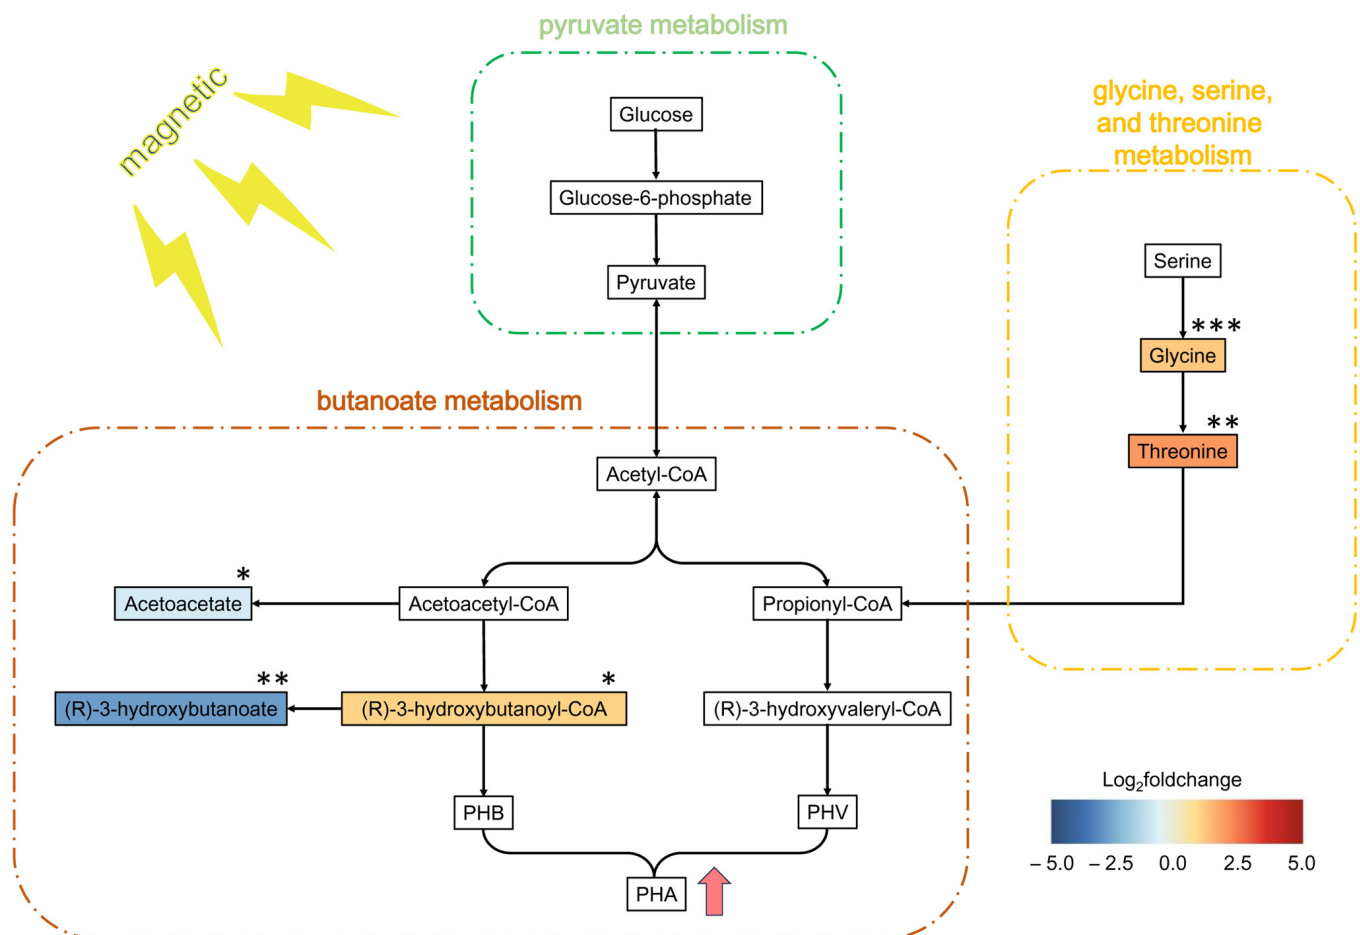 pyruvate metabolism
magnetic
glycine, serine,
and threonine
metabolism
Glucose
Glucose-6-phosphate
Pyruvate
Serine
***
Glycine
**
Threonine
butanoate metabolism
Acetyl-CoA
*
Acetoacetate
Acetoacetyl-CoA
Propionyl-CoA
**
*
(R)-3-hydroxybutanoate
(R)-3-hydroxybutanoyl-CoA
(R)-3-hydroxyvaleryl-CoA
PHB
PHV
PHA
Log₂foldchange
– 5.0 – 2.5 0.0 2.5 5.0